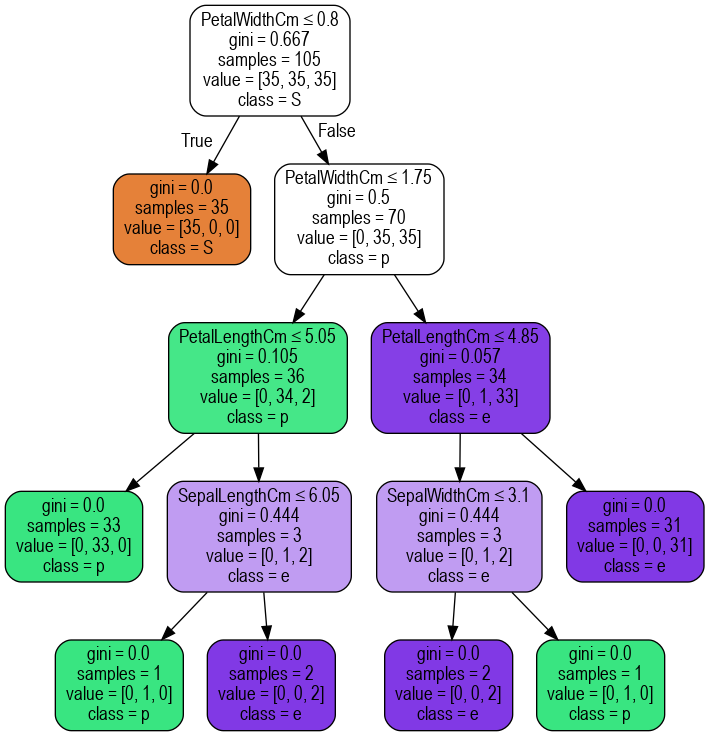 PetalWidthCm ≤ 0.8
gini = 0.667
samples = 105
value = [35, 35, 35]
class = S
True
False
gini = 0.0
samples = 35
value = [35, 0, 0]
class = S
PetalWidthCm ≤ 1.75
gini = 0.5
samples = 70
value = [0, 35, 35]
class = p
PetalLengthCm ≤ 5.05
gini = 0.105
samples = 36
value = [0, 34, 2]
class = p
PetalLengthCm ≤ 4.85
gini = 0.057
samples = 34
value = [0, 1, 33]
class = e
gini = 0.0
samples = 33
value = [0, 33, 0]
class = p
SepalLengthCm ≤ 6.05
gini = 0.444
samples = 3
value = [0, 1, 2]
class = e
SepalWidthCm ≤ 3.1
gini = 0.444
samples = 3
value = [0, 1, 2]
class = e
gini = 0.0
samples = 31
value = [0, 0, 31]
class = e
gini = 0.0
samples = 1
value = [0, 1, 0]
class = p
gini = 0.0
samples = 2
value = [0, 0, 2]
class = e
gini = 0.0
samples = 2
value = [0, 0, 2]
class = e
gini = 0.0
samples = 1
value = [0, 1, 0]
class = p